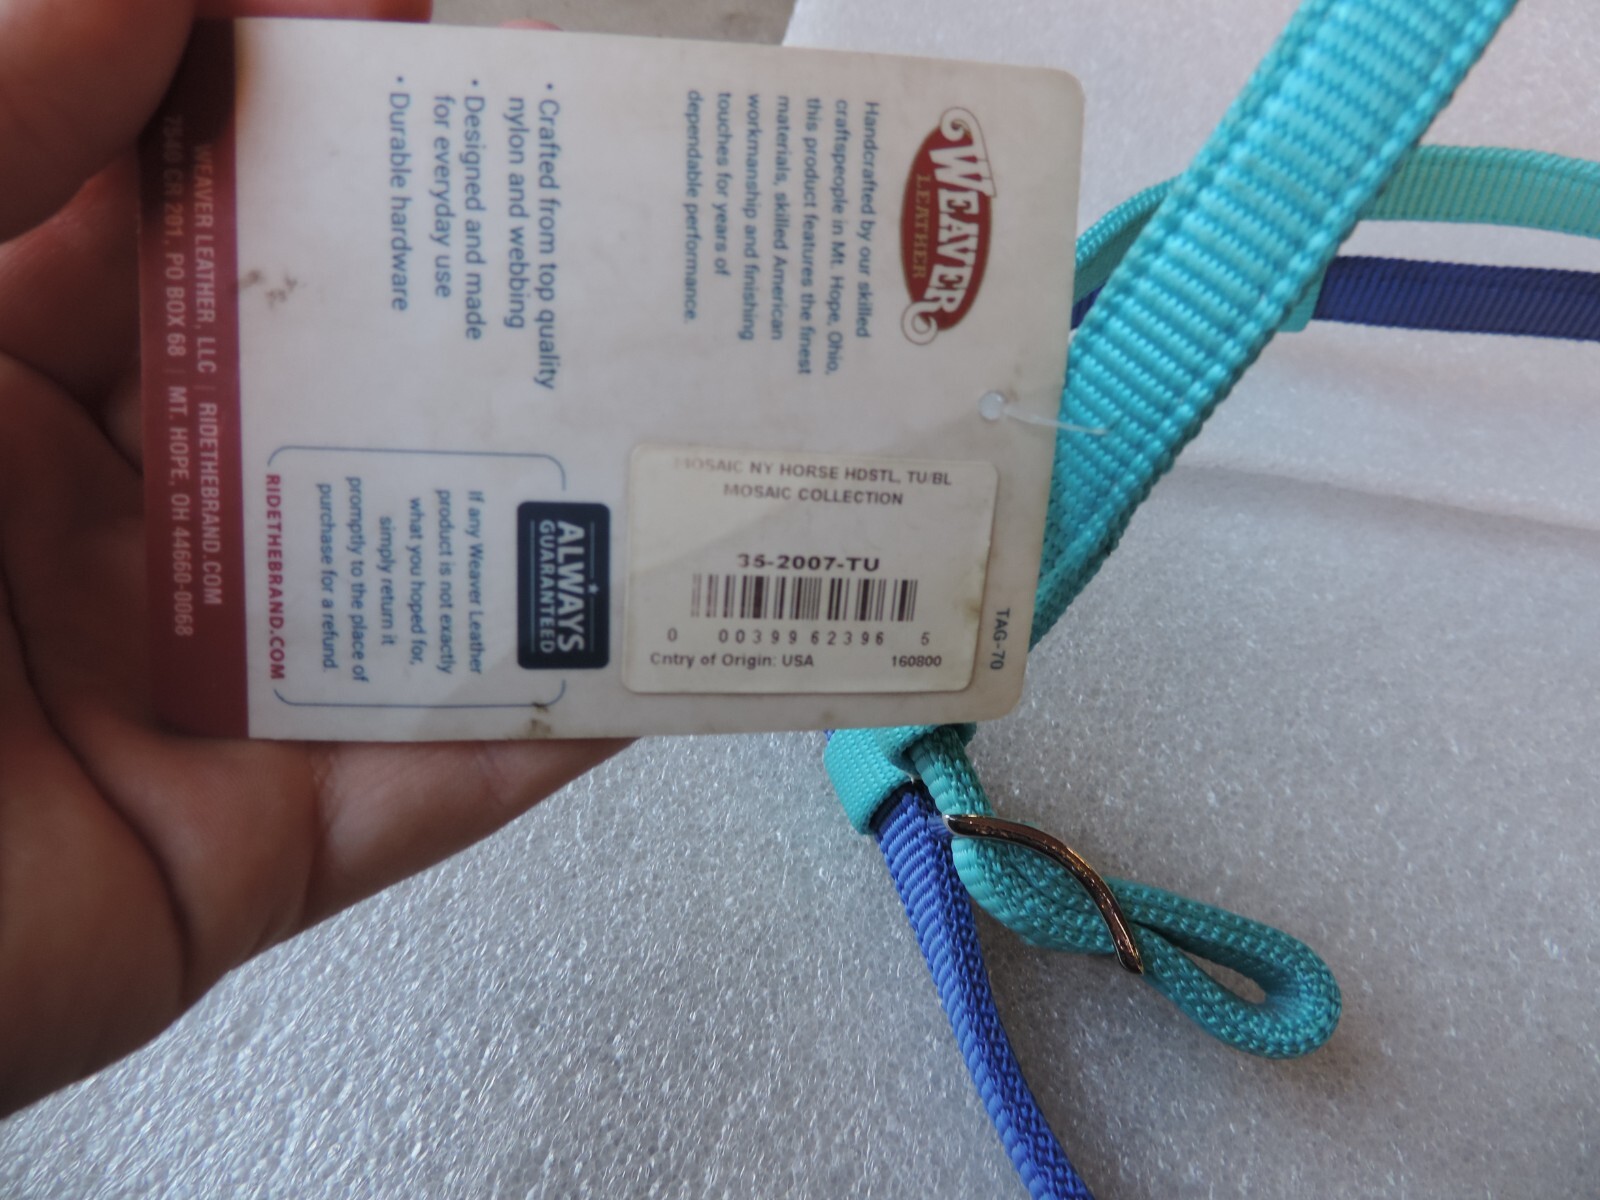 WEAVER
LEATHER
Handcrafted by our skilled
craftspeople in Mt. Hope, Ohio,
this product features the finest
materials, skilled American
workmanship and finishing
touches for years of
dependable performance.
• Crafted from top quality
nylon and webbing
• Designed and made
for everyday use
• Durable hardware
TAG-70
MOSAIC NY HORSE HDSTL, TU/BL
MOSAIC COLLECTION
35-2007-TU
0 00399 62396 5
Cntry of Origin: USA 160800
ALWAYS
GUARANTEED
If any Weaver Leather
product is not exactly
what you hoped for,
simply return it
promptly to the place of
purchase for a refund.
RIDETHEBRAND.COM
WEAVER LEATHER, LLC | RIDETHEBRAND.COM
7540 CR 201, PO BOX 68 | MT. HOPE, OH 44660-0068